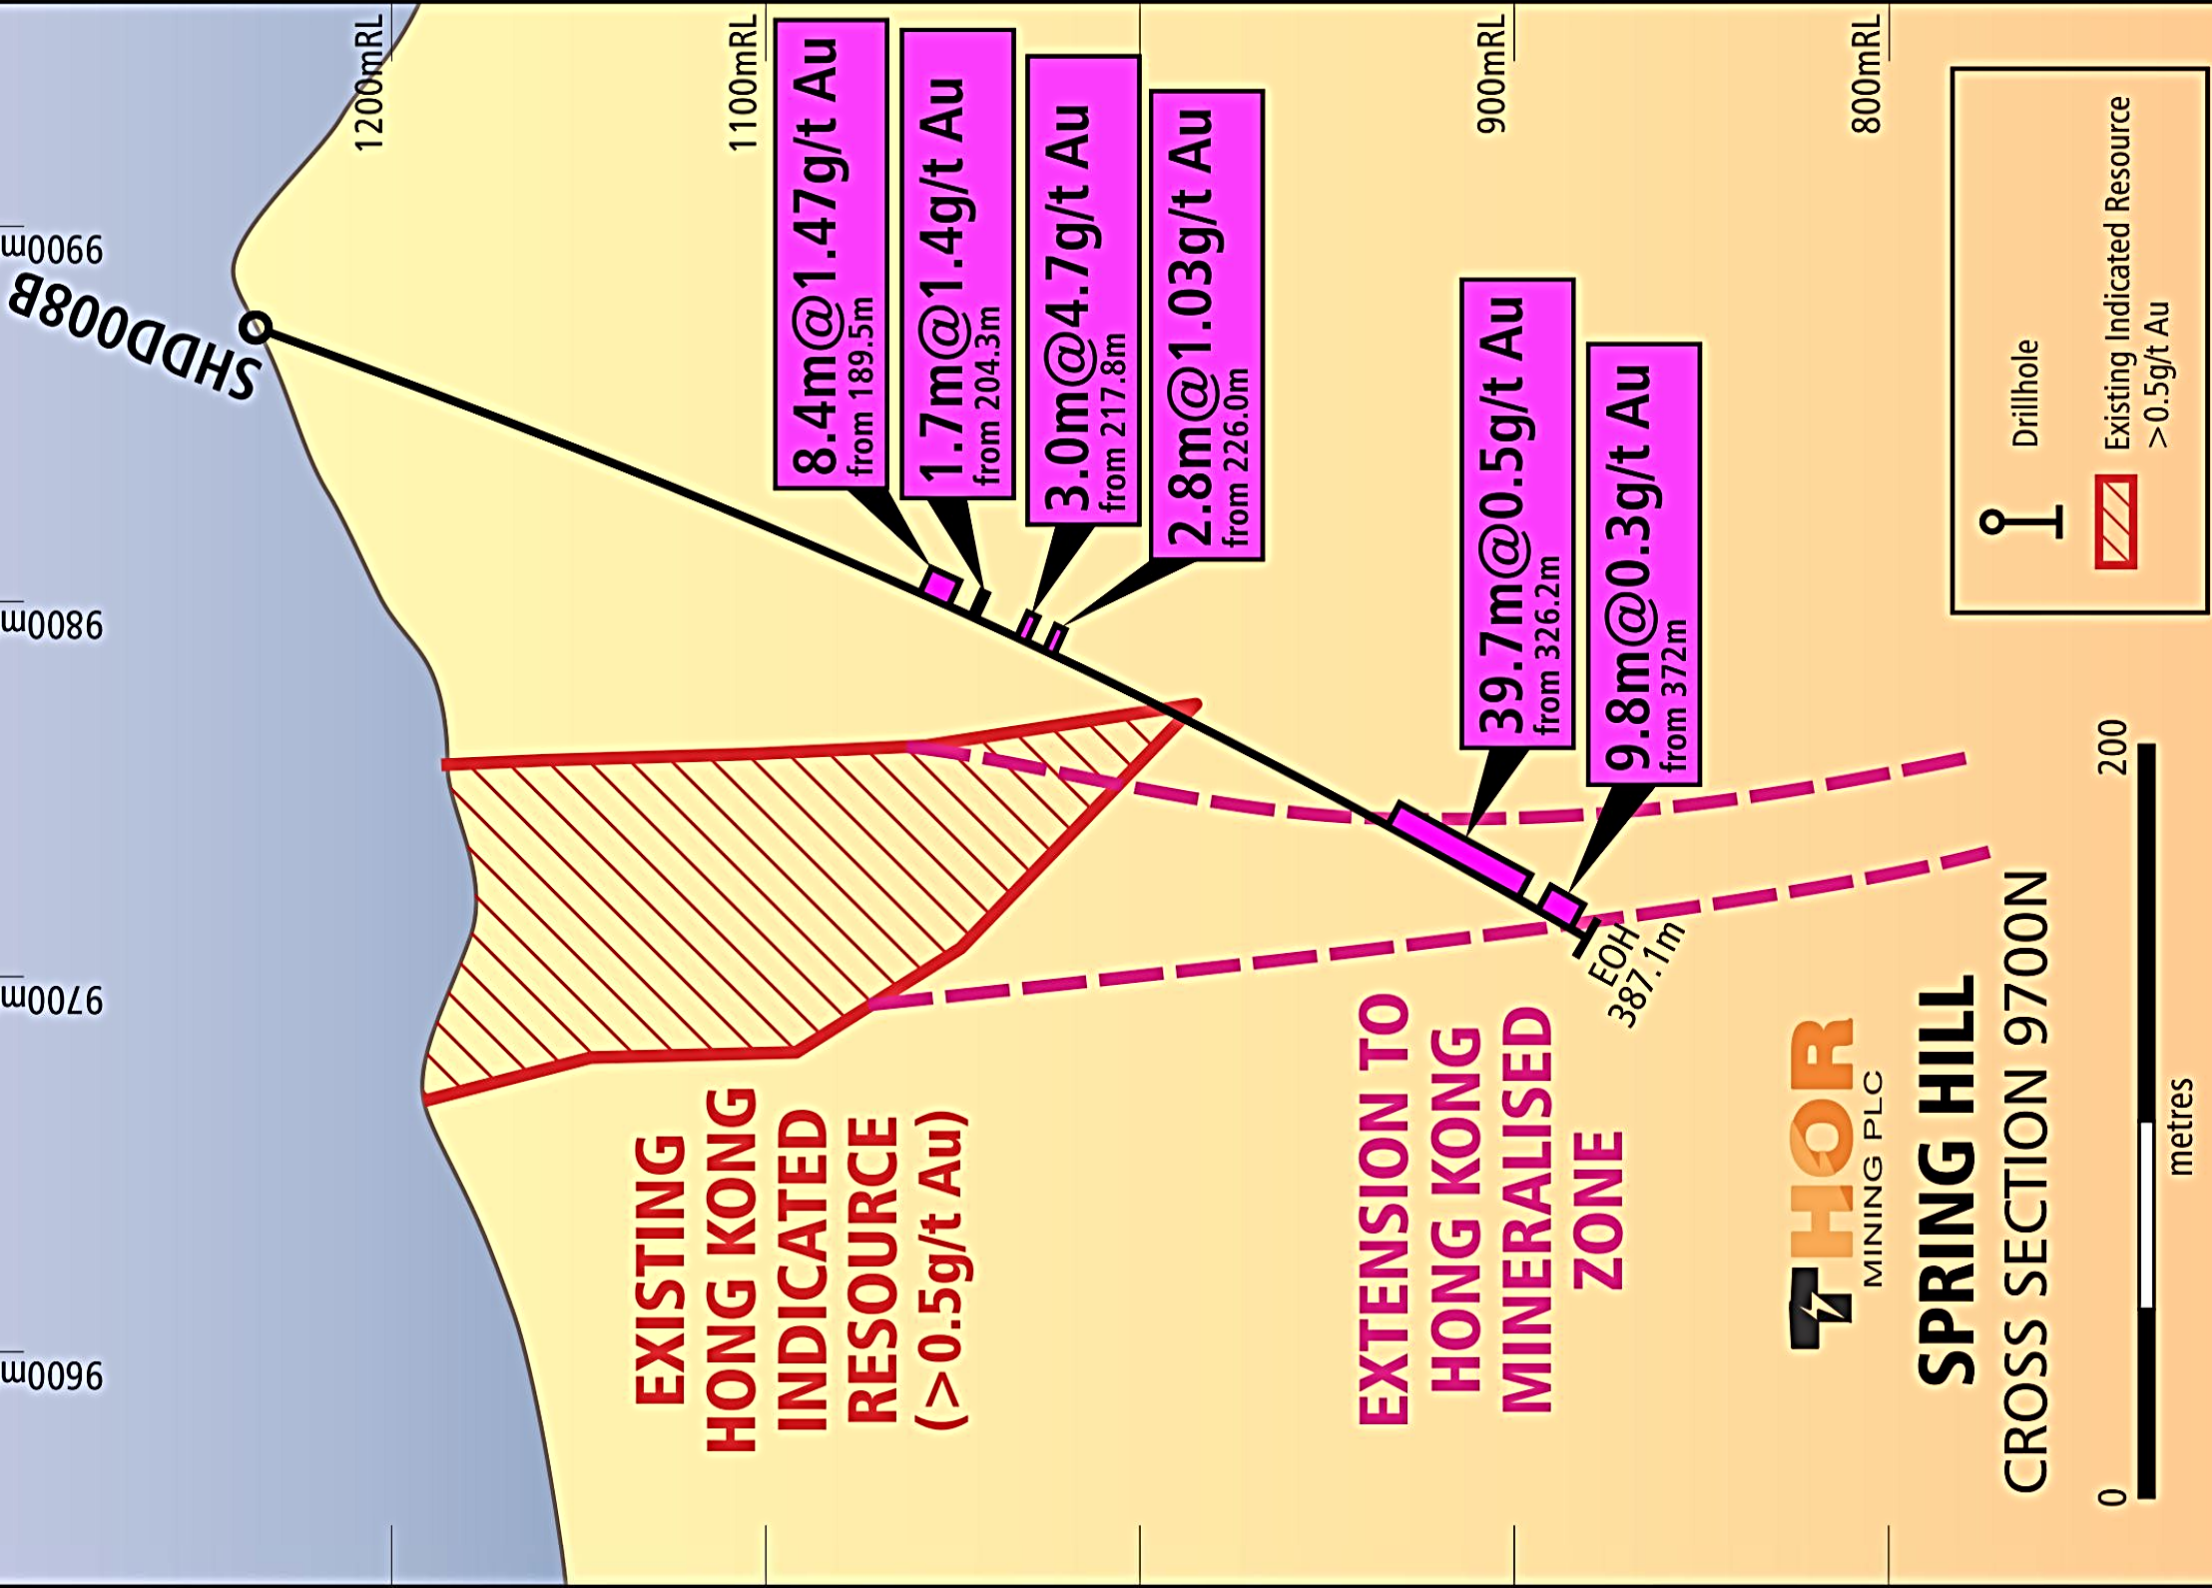 9600m
9700m
9800m
9900m
SHDD008B
1200mRL
1100mRL
900mRL
800mRL
8.4m@1.47g/t Au
from 189.5m
1.7m@1.4g/t Au
from 204.3m
3.0m@4.7g/t Au
from 217.8m
2.8m@1.03g/t Au
from 226.0m
39.7m@0.5g/t Au
from 326.2m
9.8m@0.3g/t Au
from 372m
EXISTING
HONG KONG
INDICATED
RESOURCE
(>0.5g/t Au)
EXTENSION TO
HONG KONG
MINERALISED
ZONE
EOH
387.1m
THOR
MINING PLC
SPRING HILL
CROSS SECTION 9700N
0
200
metres
Drillhole
Existing Indicated Resource
>0.5g/t Au